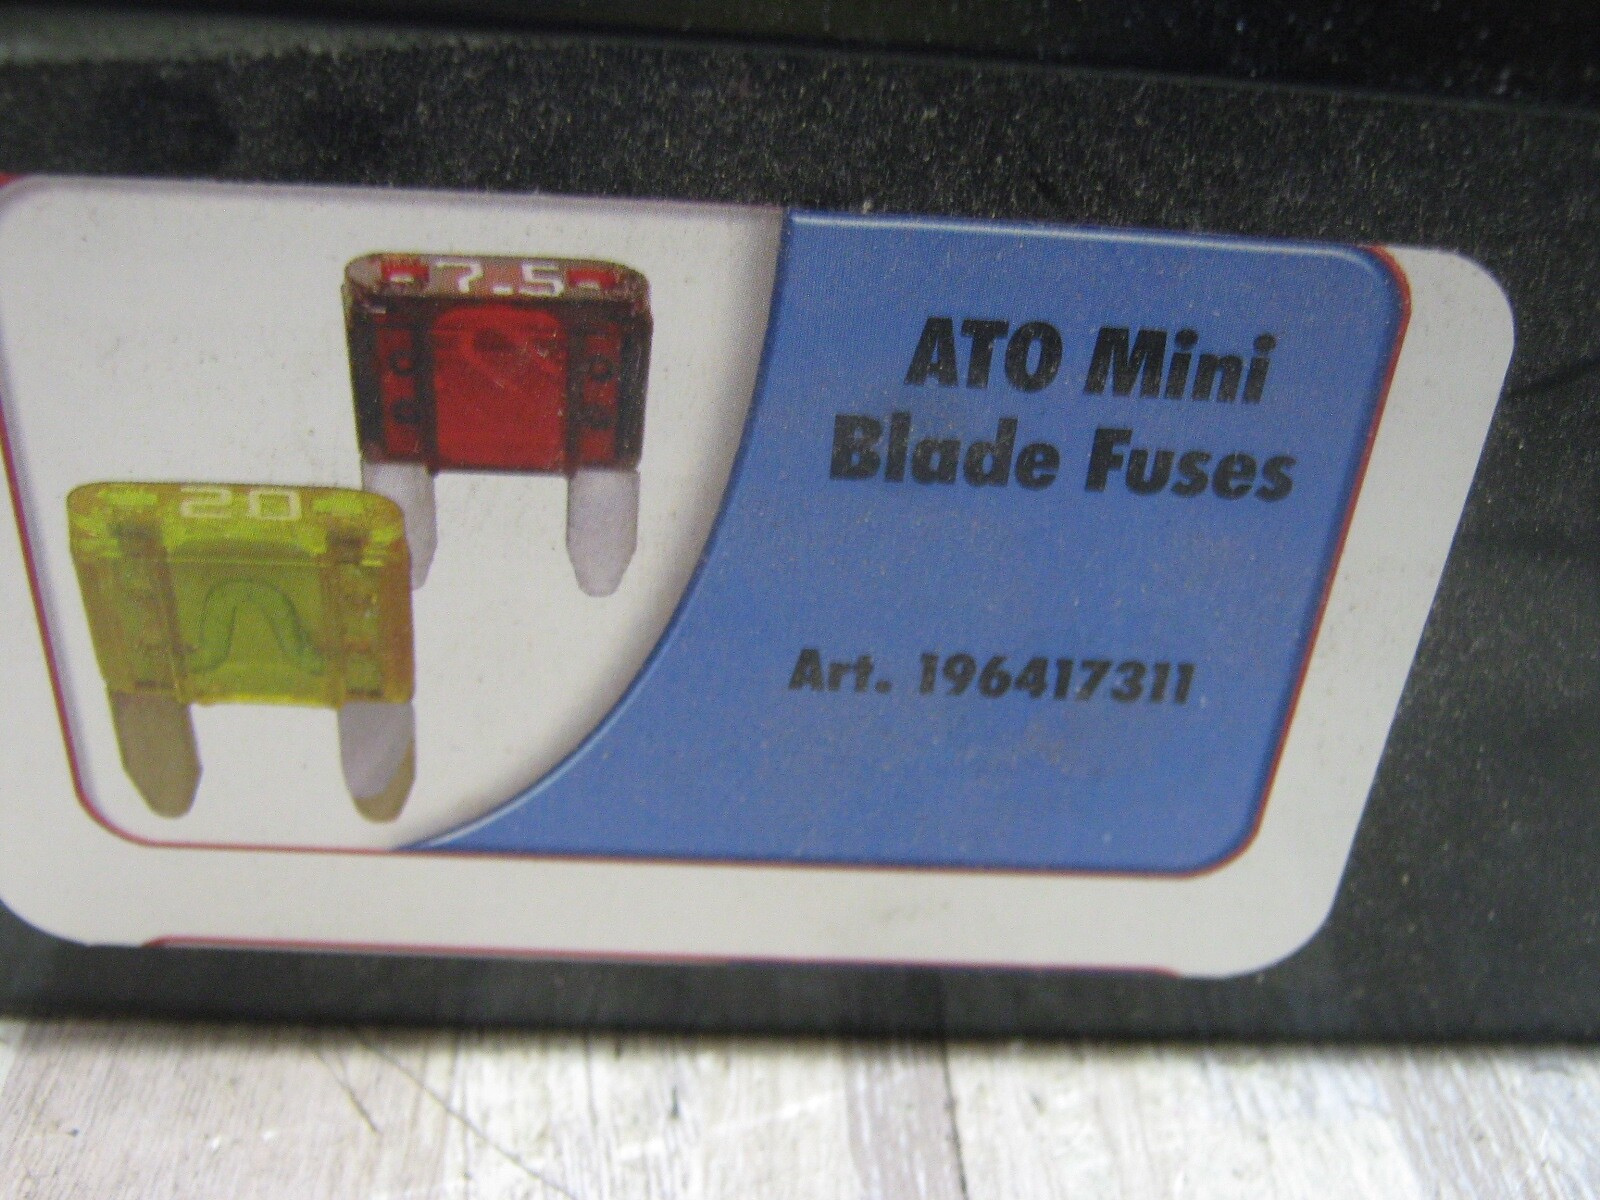 7.5
20
ATO Mini
Blade Fuses
Art. 196417311